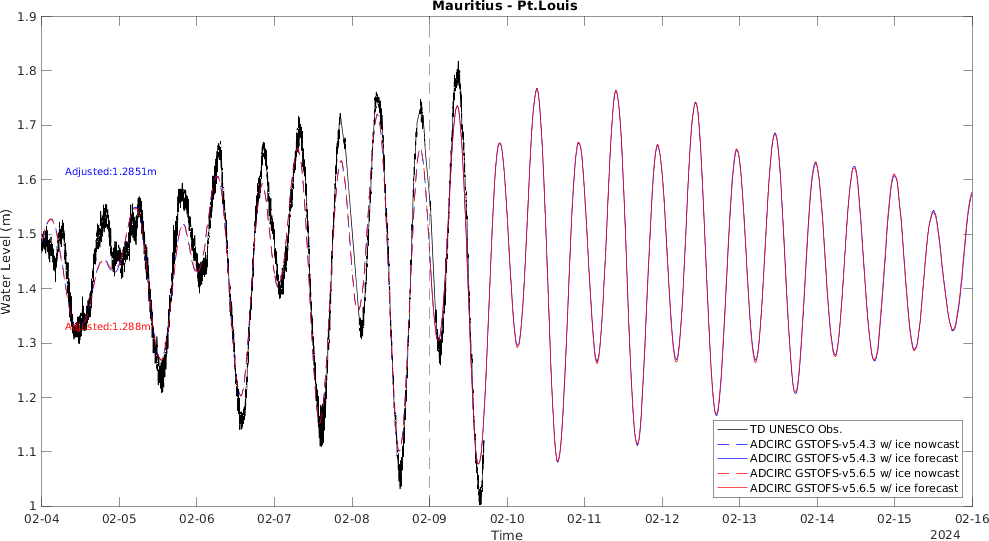 Mauritius - Pt.Louis
1.9
1.8
1.7
1.6
1.5
1.4
1.3
1.2
1.1
1
Water Level (m)
Adjusted:1.2851m
Adjusted:1.288m
TD UNESCO Obs.
ADCIRC GSTOFS-v5.4.3 w/ ice nowcast
ADCIRC GSTOFS-v5.4.3 w/ ice forecast
ADCIRC GSTOFS-v5.6.5 w/ ice nowcast
ADCIRC GSTOFS-v5.6.5 w/ ice forecast
02-04 02-05 02-06 02-07 02-08 02-09 02-10 02-11 02-12 02-13 02-14 02-15 02-16
Time
2024